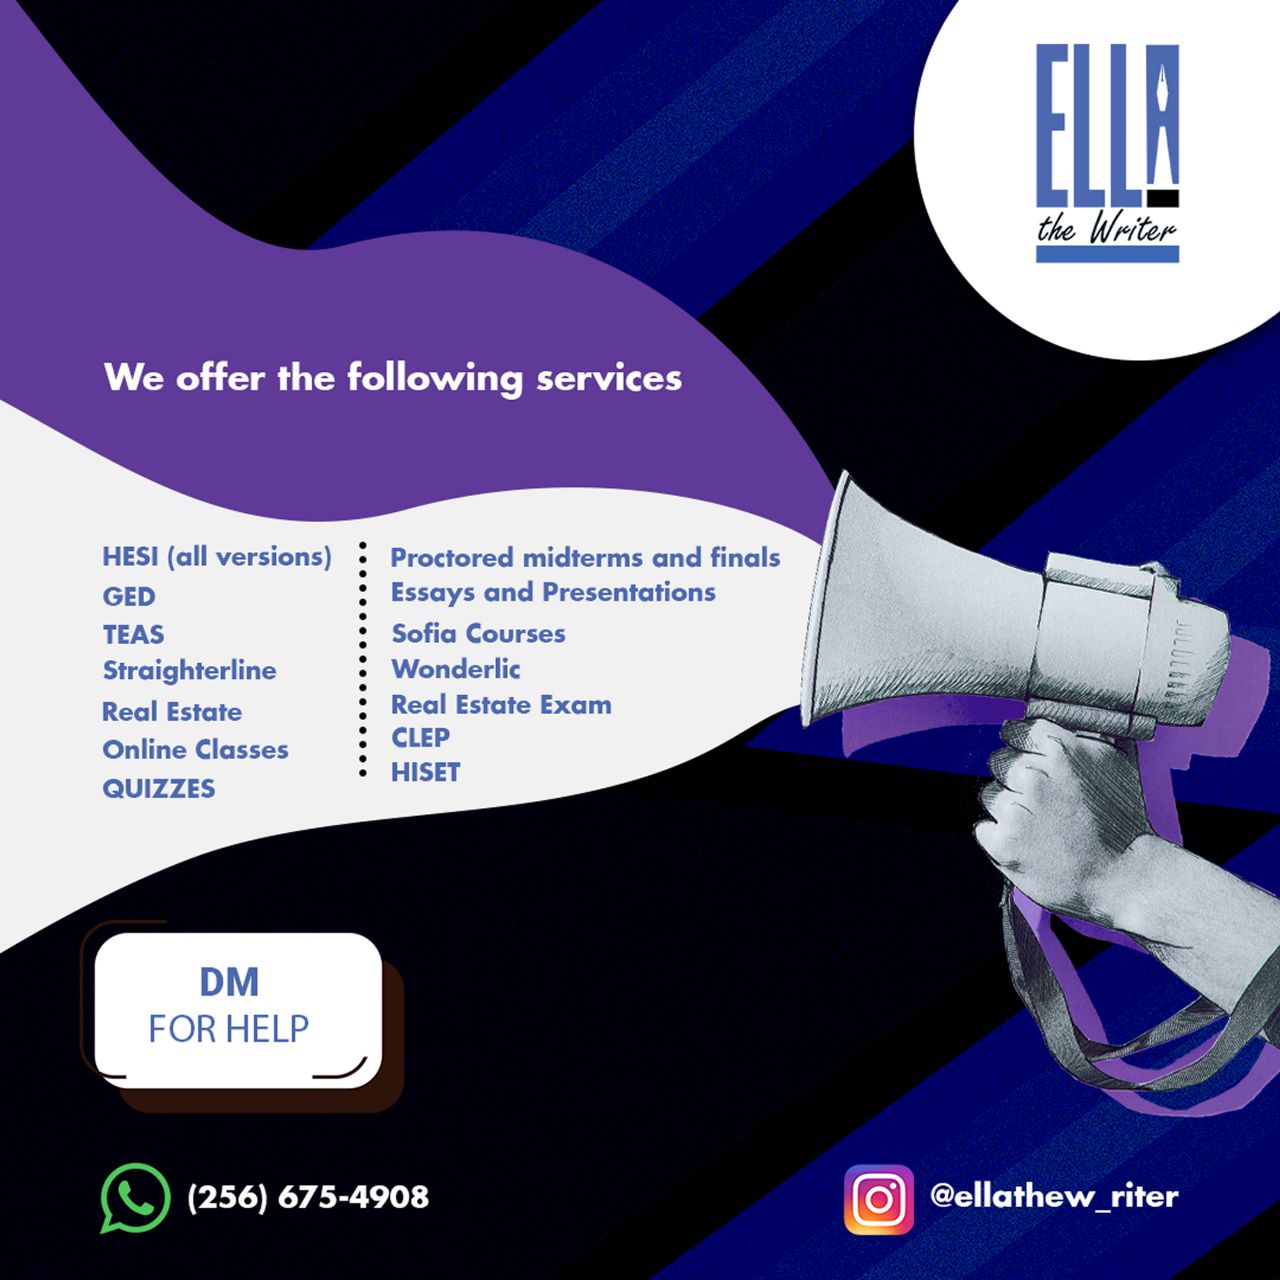 ELLA
the Writer
We offer the following services
HESI (all versions)
GED
TEAS
Straighterline
Real Estate
Online Classes
QUIZZES
Proctored midterms and finals
Essays and Presentations
Sofia Courses
Wonderlic
Real Estate Exam
CLEP
HISET
DM
FOR HELP
(256) 675-4908
@ellathew_riter